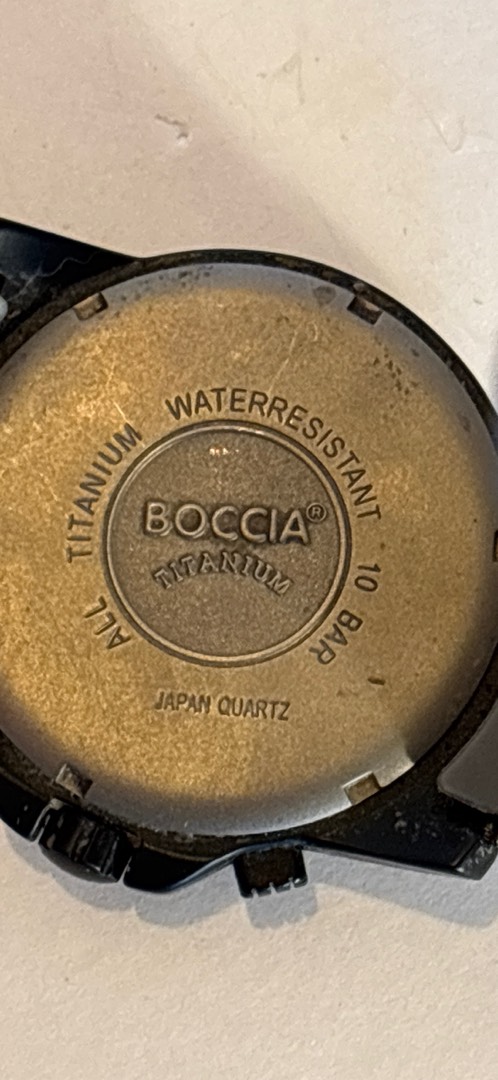 ALL TITANIUM WATERRESISTANT 10 BAR
BOCCIA®
TITANIUM
JAPAN QUARTZ